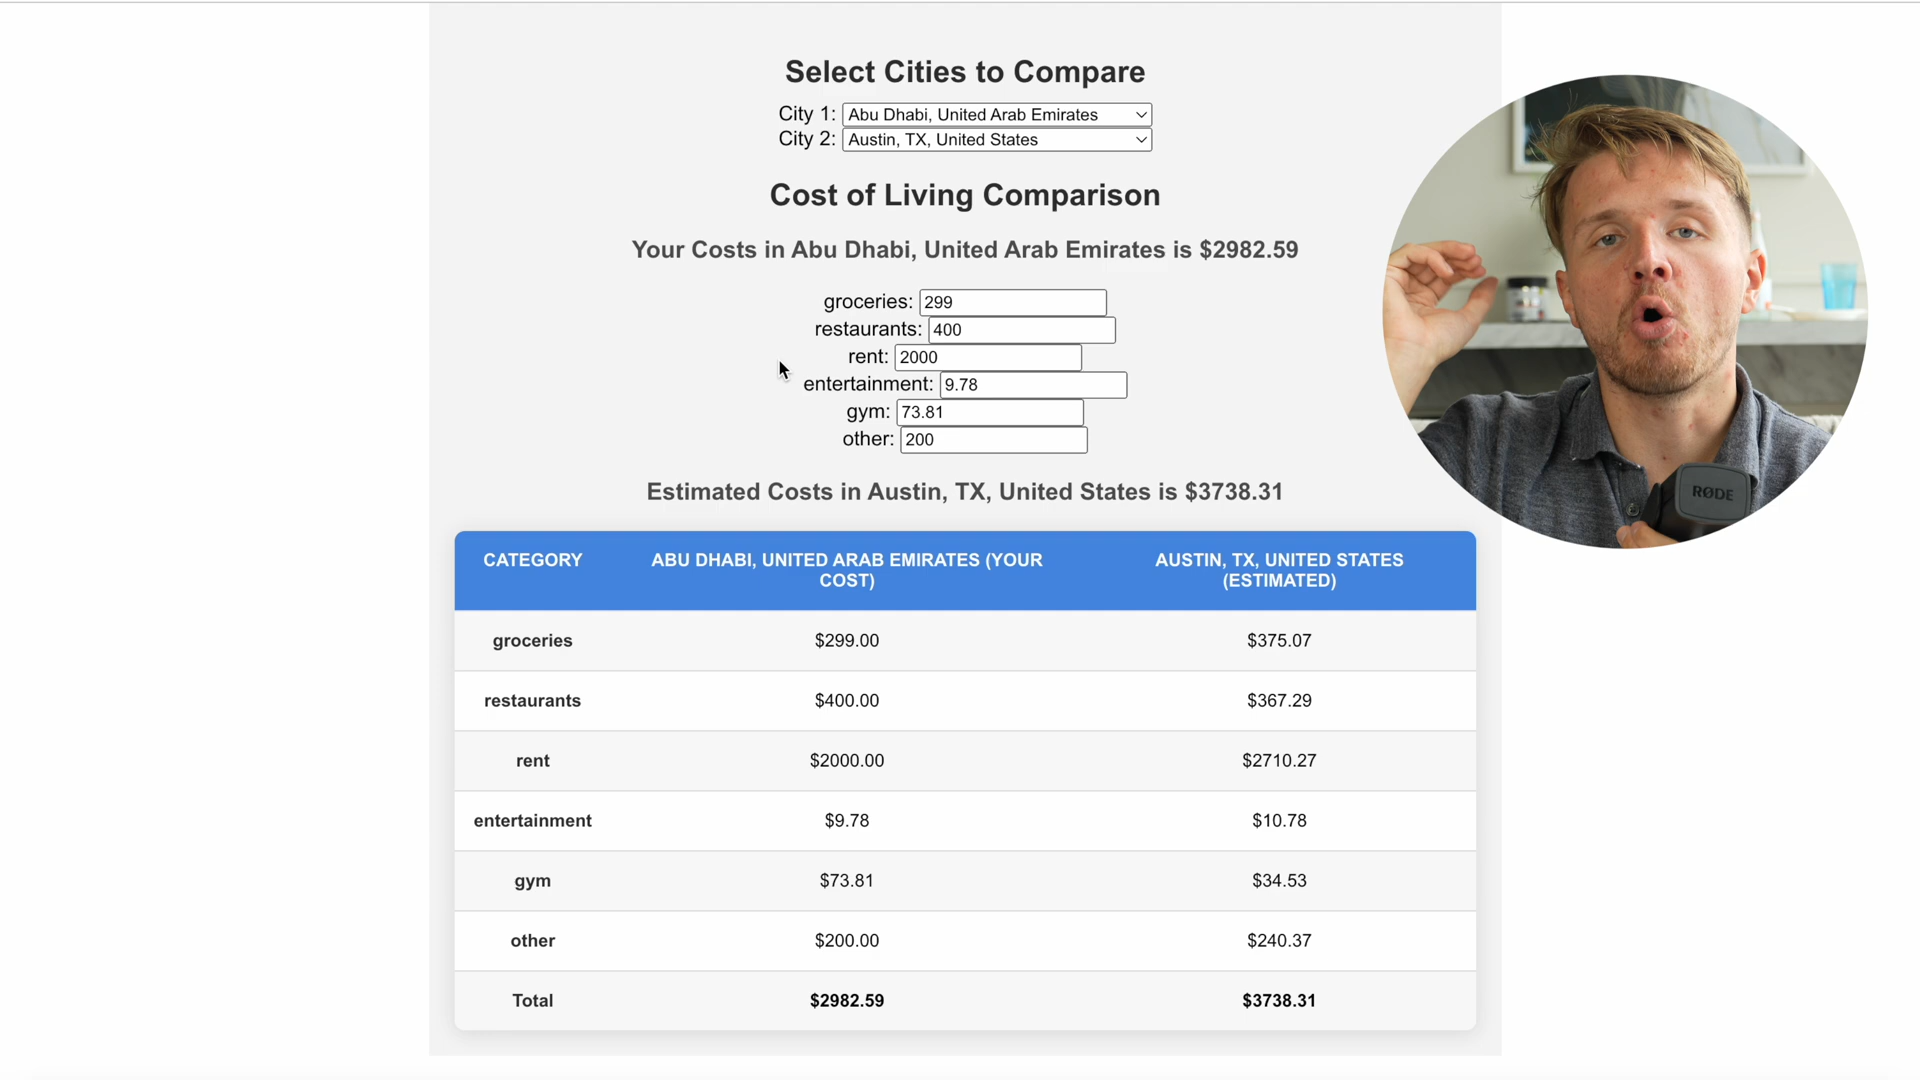 Select Cities to Compare
City 1: Abu Dhabi, United Arab Emirates
City 2: Austin, TX, United States
Cost of Living Comparison
Your Costs in Abu Dhabi, United Arab Emirates is $2982.59
groceries: 299
restaurants: 400
rent: 2000
entertainment: 9.78
gym: 73.81
other: 200
Estimated Costs in Austin, TX, United States is $3738.31
CATEGORY ABU DHABI, UNITED ARAB EMIRATES (YOUR COST) AUSTIN, TX, UNITED STATES (ESTIMATED)
groceries $299.00 $375.07
restaurants $400.00 $367.29
rent $2000.00 $2710.27
entertainment $9.78 $10.78
gym $73.81 $34.53
other $200.00 $240.37
Total $2982.59 $3738.31
RØDE